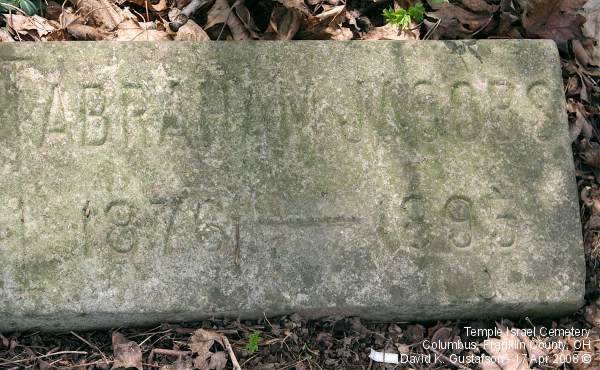 ABRAHAM JACOBS
1876 — 1893
Temple Israel Cemetery
Columbus, Franklin County, OH
David K. Gustafson - 17 Apr 2008 ©